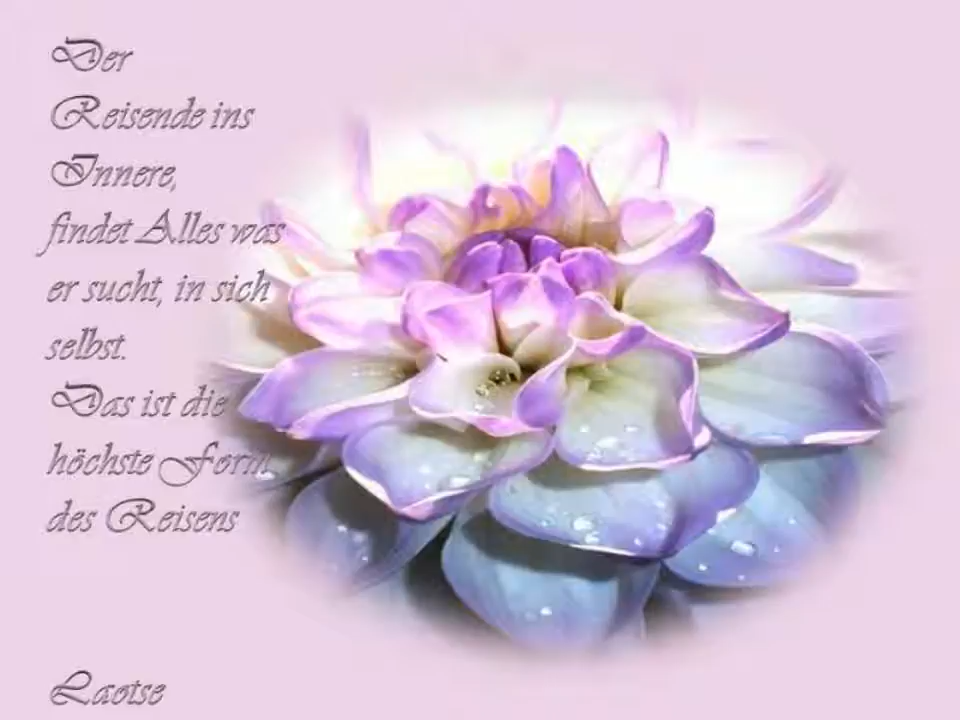 Der
Reisende ins
Innere,
findet Alles was
er sucht, in sich
selbst.
Das ist die
höchste Form
des Reisens
Laotse